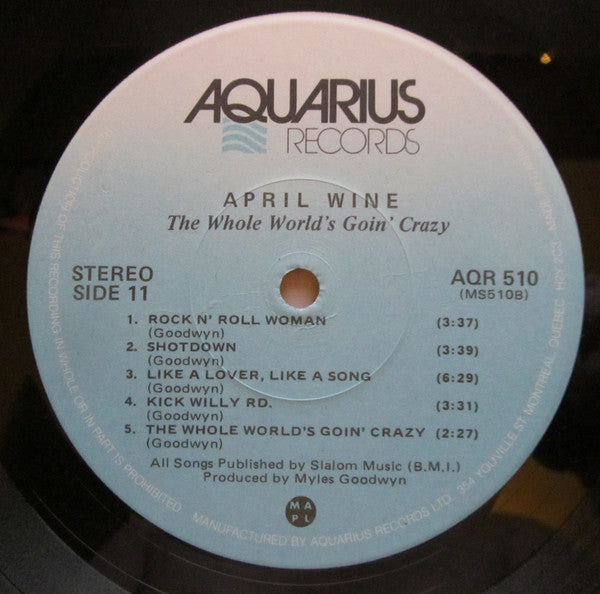 AQUARIUS
RECORDS
APRIL WINE
The Whole World's Goin' Crazy
STEREO
SIDE 11
AQR 510
(MS510B)
1. ROCK N' ROLL WOMAN (3:37)
(Goodwyn)
2. SHOTDOWN (3:39)
(Goodwyn)
3. LIKE A LOVER, LIKE A SONG (6:29)
(Goodwyn)
4. KICK WILLY RD. (3:31)
(Goodwyn)
5. THE WHOLE WORLD'S GOIN' CRAZY (2:27)
(Goodwyn)
All Songs Published by Slalom Music (B.M.I.)
Produced by Myles Goodwyn
M A
P L
OF THIS RECORDING IN WHOLE OR IN PART IS PROHIBITED
MANUFACTURED BY AQUARIUS RECORDS LTD. 354 YOUVILLE ST. MONTREAL, QUEBEC